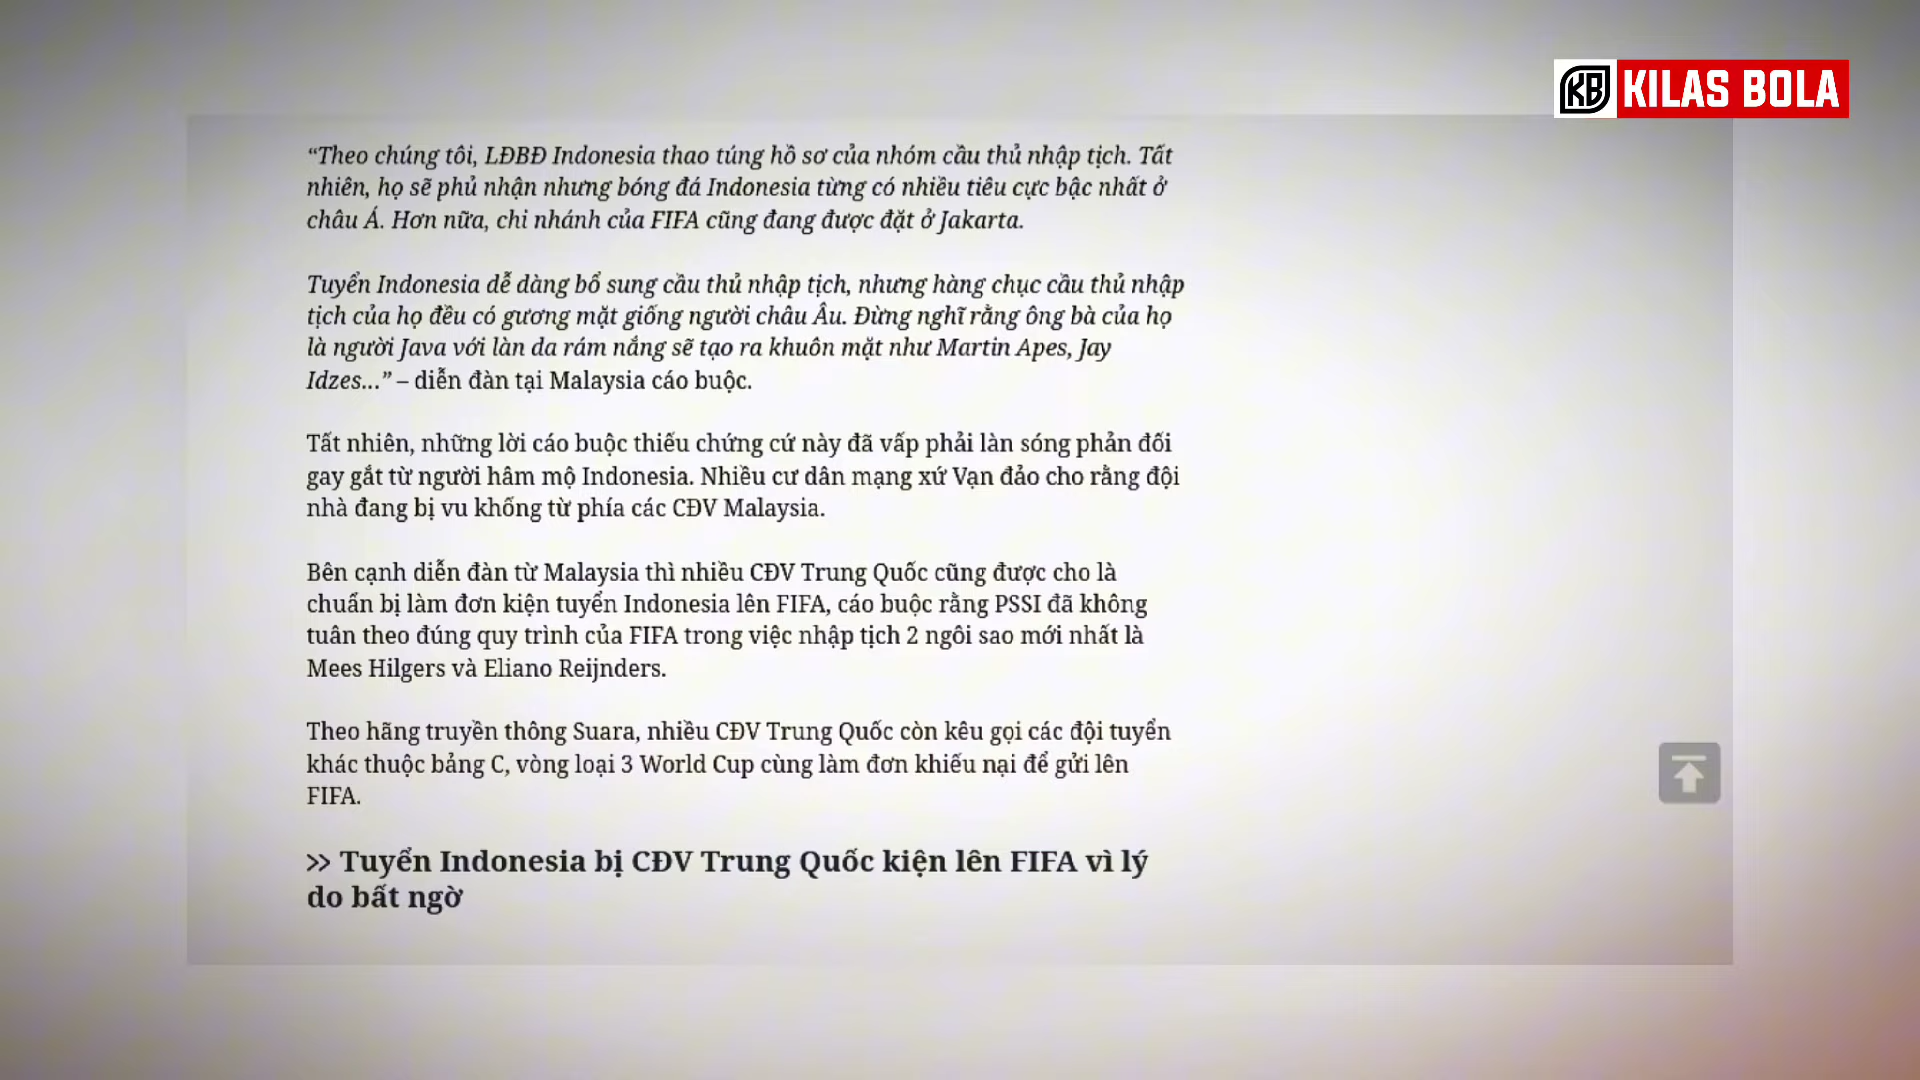 KB KILAS BOLA
“Theo chúng tôi, LĐBĐ Indonesia thao túng hồ sơ của nhóm cầu thủ nhập tịch. Tất
nhiên, họ sẽ phủ nhận nhưng bóng đá Indonesia từng có nhiều tiêu cực bậc nhất ở
châu Á. Hơn nữa, chi nhánh của FIFA cũng đang được đặt ở Jakarta.
Tuyển Indonesia dễ dàng bổ sung cầu thủ nhập tịch, nhưng hàng chục cầu thủ nhập
tịch của họ đều có gương mặt giống người châu Âu. Đừng nghĩ rằng ông bà của họ
là người Java với làn da rám nắng sẽ tạo ra khuôn mặt như Martin Apes, Jay
Idzes...” – diễn đàn tại Malaysia cáo buộc.
Tất nhiên, những lời cáo buộc thiếu chứng cứ này đã vấp phải làn sóng phản đối
gay gắt từ người hâm mộ Indonesia. Nhiều cư dân mạng xứ Vạn đảo cho rằng đội
nhà đang bị vu khống từ phía các CĐV Malaysia.
Bên cạnh diễn đàn từ Malaysia thì nhiều CĐV Trung Quốc cũng được cho là
chuẩn bị làm đơn kiện tuyển Indonesia lên FIFA, cáo buộc rằng PSSI đã không
tuân theo đúng quy trình của FIFA trong việc nhập tịch 2 ngôi sao mới nhất là
Mees Hilgers và Eliano Reijnders.
Theo hãng truyền thông Suara, nhiều CĐV Trung Quốc còn kêu gọi các đội tuyển
khác thuộc bảng C, vòng loại 3 World Cup cùng làm đơn khiếu nại để gửi lên
FIFA.
>> Tuyển Indonesia bị CĐV Trung Quốc kiện lên FIFA vì lý
do bất ngờ